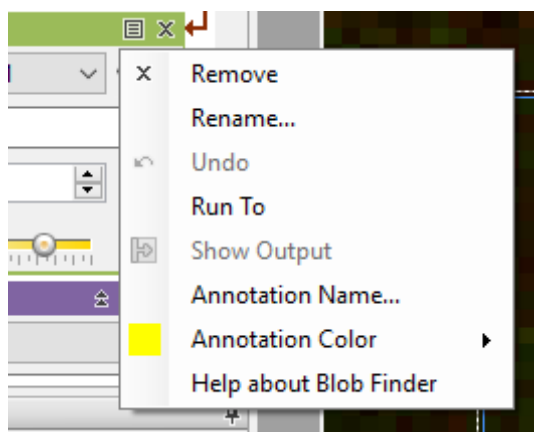 Remove
Rename...
Undo
Run To
Show Output
Annotation Name...
Annotation Color
Help about Blob Finder